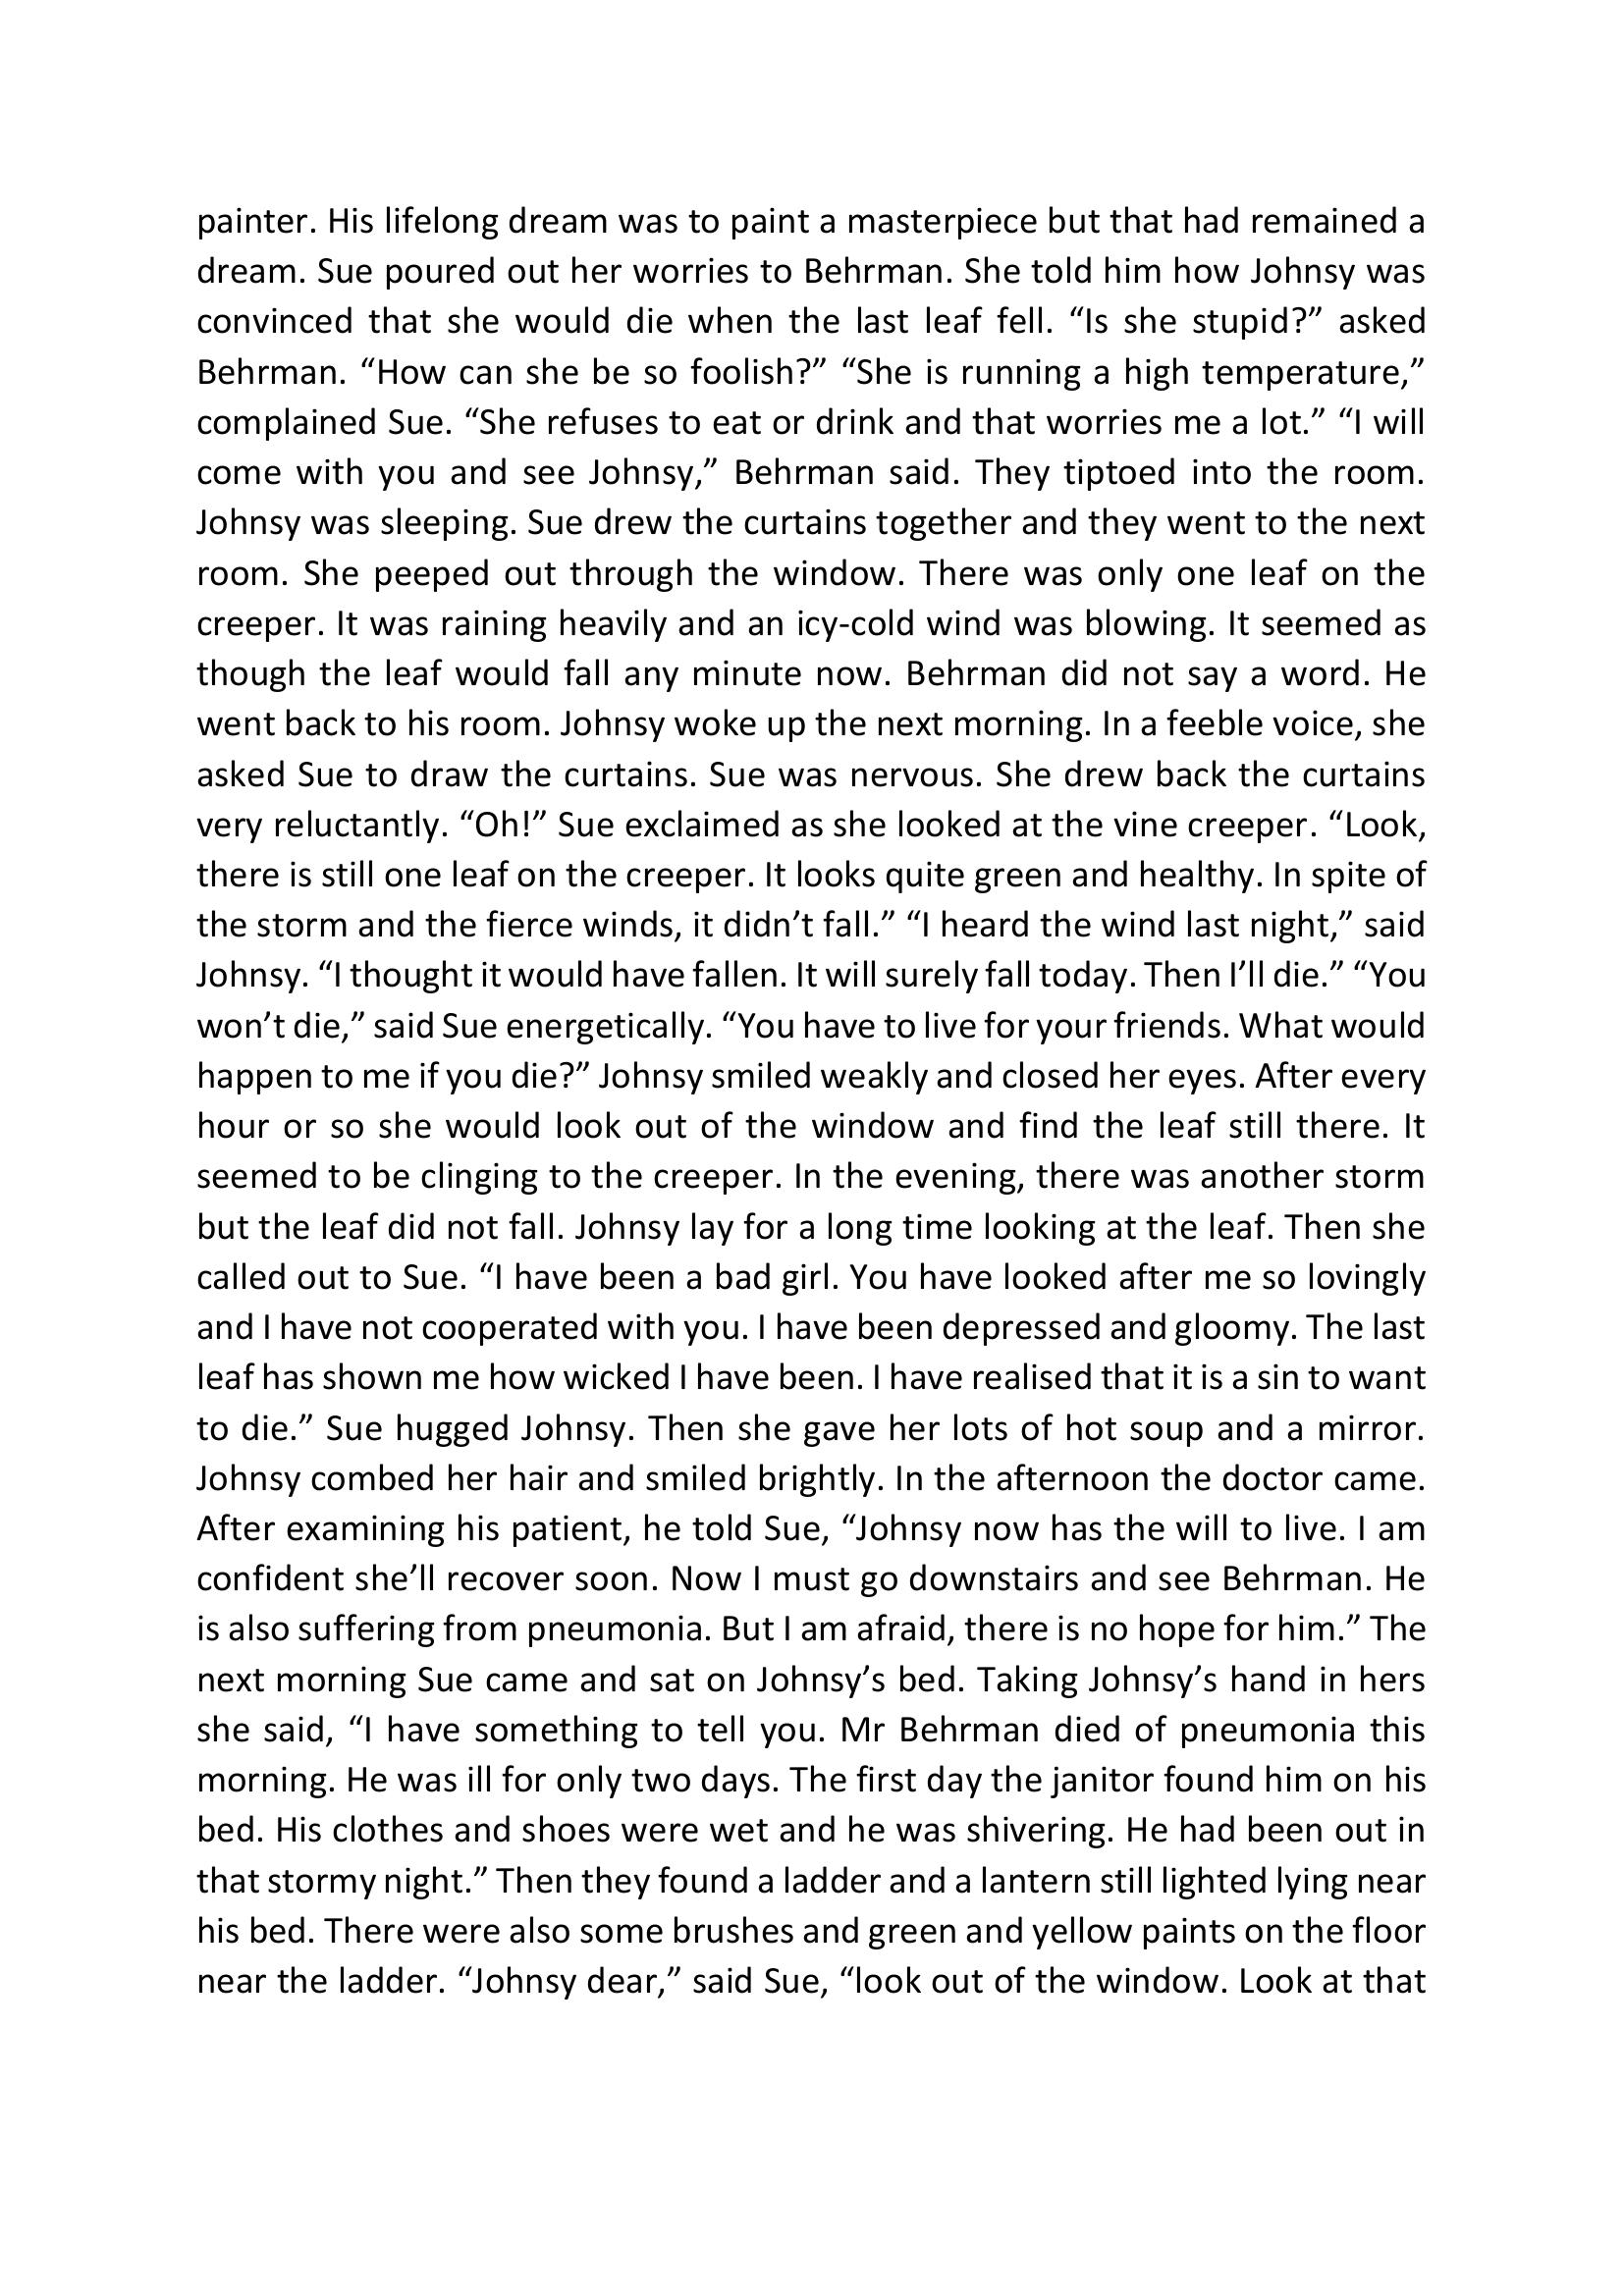 painter. His lifelong dream was to paint a masterpiece but that had remained a
dream. Sue poured out her worries to Behrman. She told him how Johnsy was
convinced that she would die when the last leaf fell. “Is she stupid?” asked
Behrman. “How can she be so foolish?” “She is running a high temperature,”
complained Sue. “She refuses to eat or drink and that worries me a lot.” “I will
come with you and see Johnsy,” Behrman said. They tiptoed into the room.
Johnsy was sleeping. Sue drew the curtains together and they went to the next
room. She peeped out through the window. There was only one leaf on the
creeper. It was raining heavily and an icy-cold wind was blowing. It seemed as
though the leaf would fall any minute now. Behrman did not say a word. He
went back to his room. Johnsy woke up the next morning. In a feeble voice, she
asked Sue to draw the curtains. Sue was nervous. She drew back the curtains
very reluctantly. “Oh!” Sue exclaimed as she looked at the vine creeper. “Look,
there is still one leaf on the creeper. It looks quite green and healthy. In spite of
the storm and the fierce winds, it didn’t fall.” “I heard the wind last night,” said
Johnsy. “I thought it would have fallen. It will surely fall today. Then I’ll die.” “You
won’t die,” said Sue energetically. “You have to live for your friends. What would
happen to me if you die?” Johnsy smiled weakly and closed her eyes. After every
hour or so she would look out of the window and find the leaf still there. It
seemed to be clinging to the creeper. In the evening, there was another storm
but the leaf did not fall. Johnsy lay for a long time looking at the leaf. Then she
called out to Sue. “I have been a bad girl. You have looked after me so lovingly
and I have not cooperated with you. I have been depressed and gloomy. The last
leaf has shown me how wicked I have been. I have realised that it is a sin to want
to die.” Sue hugged Johnsy. Then she gave her lots of hot soup and a mirror.
Johnsy combed her hair and smiled brightly. In the afternoon the doctor came.
After examining his patient, he told Sue, “Johnsy now has the will to live. I am
confident she’ll recover soon. Now I must go downstairs and see Behrman. He
is also suffering from pneumonia. But I am afraid, there is no hope for him.” The
next morning Sue came and sat on Johnsy’s bed. Taking Johnsy’s hand in hers
she said, “I have something to tell you. Mr Behrman died of pneumonia this
morning. He was ill for only two days. The first day the janitor found him on his
bed. His clothes and shoes were wet and he was shivering. He had been out in
that stormy night.” Then they found a ladder and a lantern still lighted lying near
his bed. There were also some brushes and green and yellow paints on the floor
near the ladder. “Johnsy dear,” said Sue, “look out of the window. Look at that